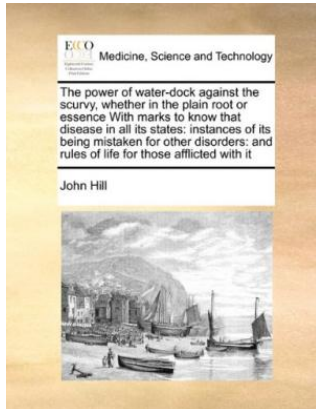 ECCO
Medicine, Science and Technology
The power of water-dock against the
scurvy, whether in the plain root or
essence With marks to know that
disease in all its states: instances of its
being mistaken for other disorders: and
rules of life for those afflicted with it
John Hill